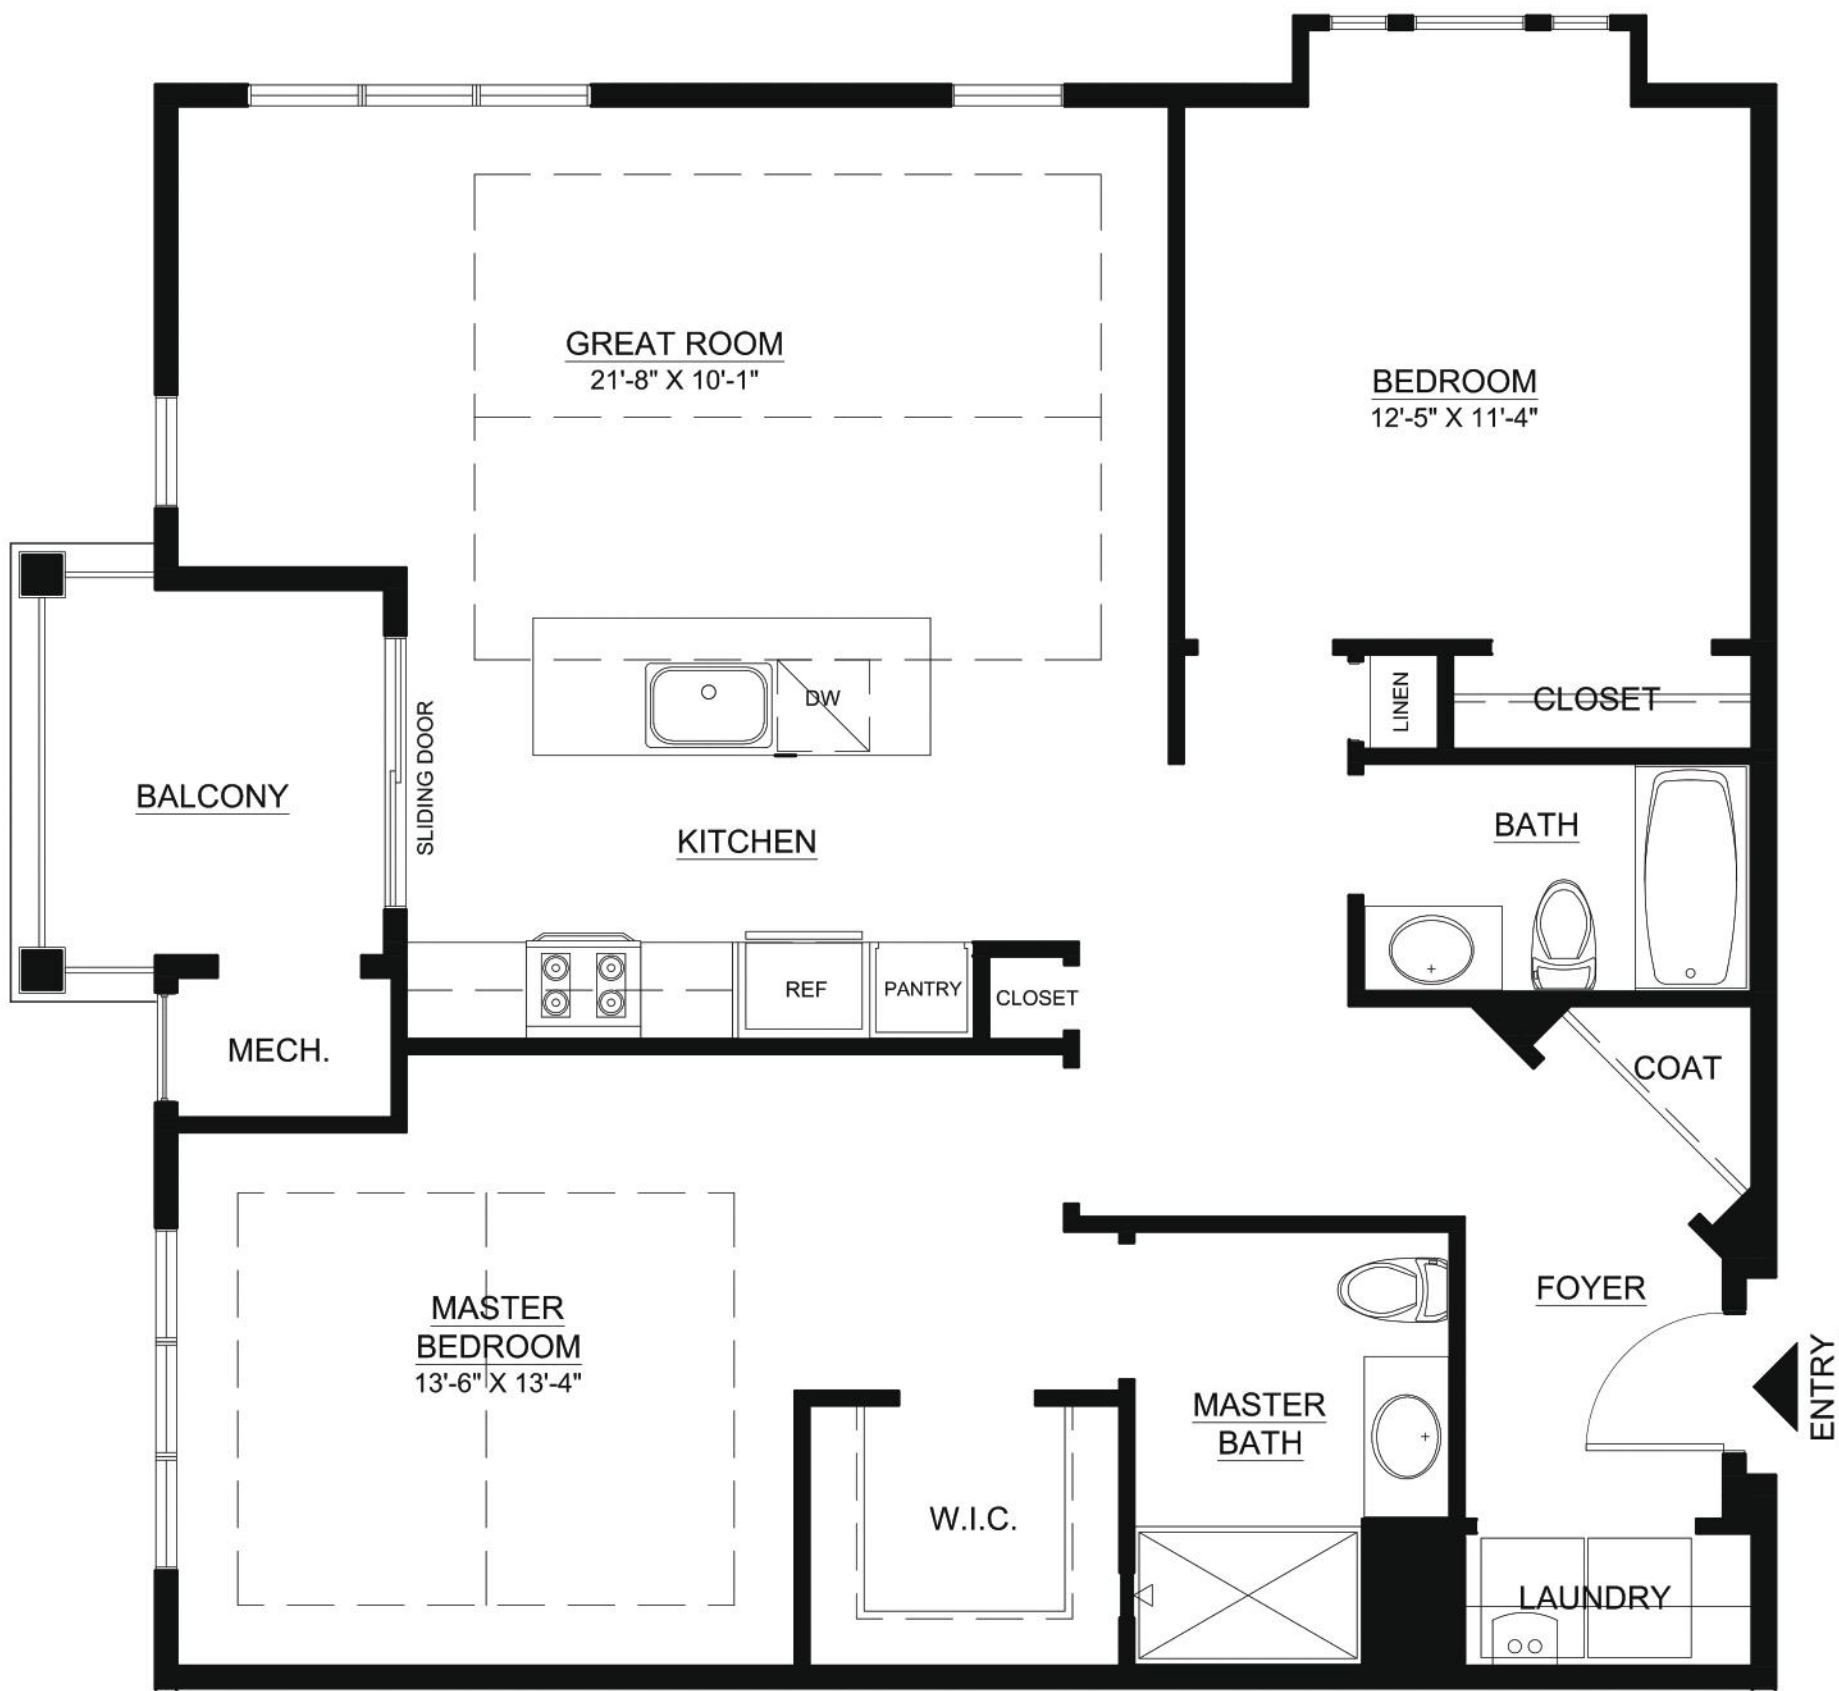 GREAT ROOM
21'-8" X 10'-1"
BEDROOM
12'-5" X 11'-4"
LINEN
CLOSET
DW
SLIDING DOOR
BALCONY
KITCHEN
BATH
REF
PANTRY
CLOSET
MECH.
COAT
MASTER
BEDROOM
13'-6" X 13'-4"
FOYER
ENTRY
MASTER
BATH
W.I.C.
LAUNDRY